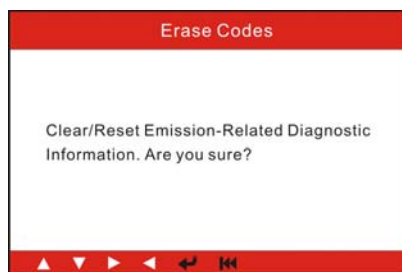 Erase Codes
Clear/Reset Emission-Related Diagnostic
Information. Are you sure?